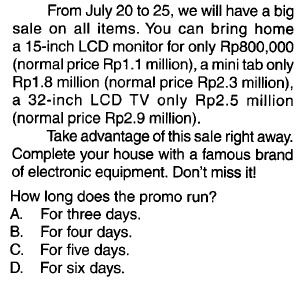 From July 20 to 25, we will have a big
sale on all items. You can bring home
a 15-inch LCD monitor for only Rp800,000
(normal price Rp1.1 million), a mini tab only
Rp1.8 million (normal price Rp2.3 million),
a 32-inch LCD TV only Rp2.5 million
(normal price Rp2.9 million).
Take advantage of this sale right away.
Complete your house with a famous brand
of electronic equipment. Don't miss it!
How long does the promo run?
A. For three days.
B. For four days.
C. For five days.
D. For six days.